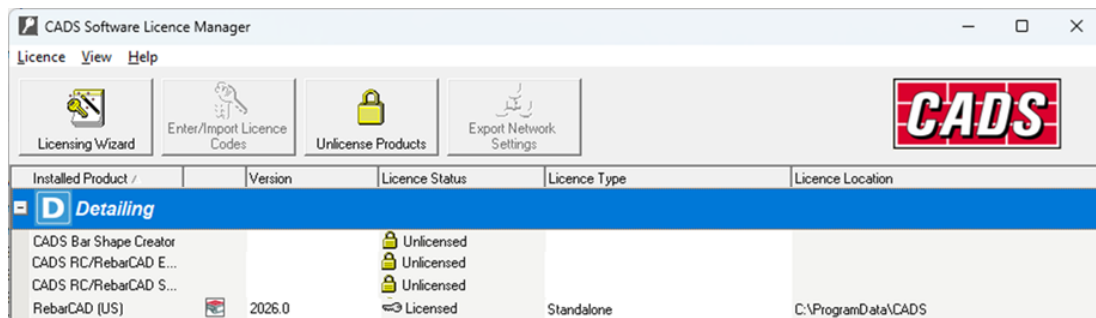 CADS Software Licence Manager
Licence View Help
Licensing Wizard
Enter/Import Licence
Codes
Unlicense Products
Export Network
Settings
CADS
Installed Product / Version Licence Status Licence Type Licence Location
D Detailing
CADS Bar Shape Creator Unlicensed
CADS RC/RebarCAD E... Unlicensed
CADS RC/RebarCAD S... Unlicensed
RebarCAD (US) 2026.0 Licensed Standalone C:\ProgramData\CADS